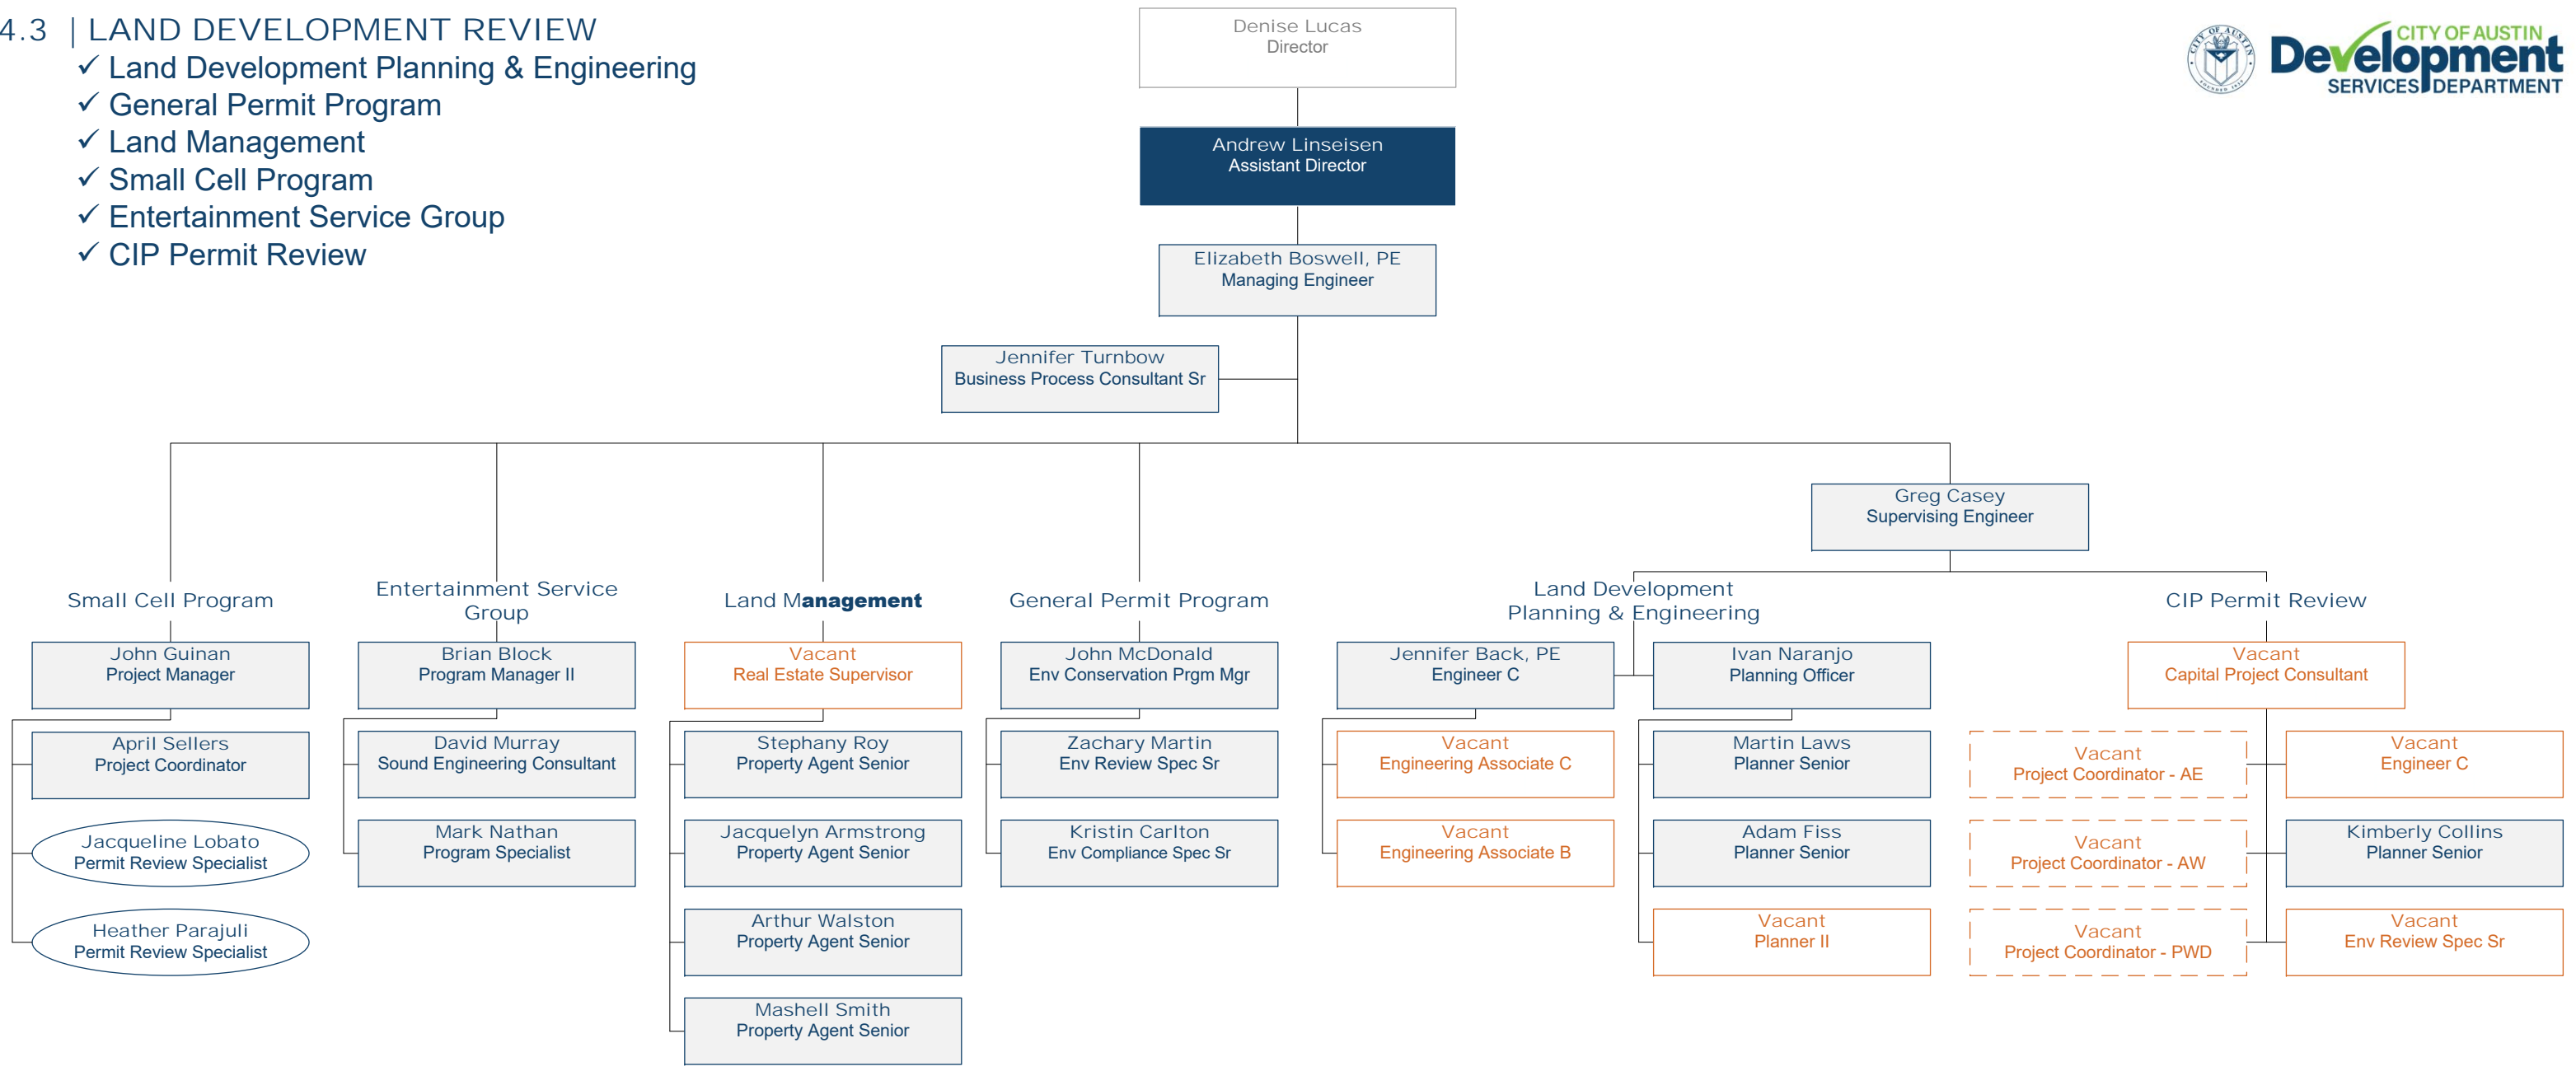 4.3 | LAND DEVELOPMENT REVIEW
✓ Land Development Planning & Engineering
✓ General Permit Program
✓ Land Management
✓ Small Cell Program
✓ Entertainment Service Group
✓ CIP Permit Review
Denise Lucas
Director
CITY OF AUSTIN
Development
SERVICES DEPARTMENT
CITY OF AUSTIN
FOUNDED 1839
Andrew Linseisen
Assistant Director
Elizabeth Boswell, PE
Managing Engineer
Jennifer Turnbow
Business Process Consultant Sr
Greg Casey
Supervising Engineer
Small Cell Program
John Guinan
Project Manager
April Sellers
Project Coordinator
Jacqueline Lobato
Permit Review Specialist
Heather Parajuli
Permit Review Specialist
Entertainment Service
Group
Brian Block
Program Manager II
David Murray
Sound Engineering Consultant
Mark Nathan
Program Specialist
Land Management
Vacant
Real Estate Supervisor
Stephany Roy
Property Agent Senior
Jacquelyn Armstrong
Property Agent Senior
Arthur Walston
Property Agent Senior
Mashell Smith
Property Agent Senior
General Permit Program
John McDonald
Env Conservation Prgm Mgr
Zachary Martin
Env Review Spec Sr
Kristin Carlton
Env Compliance Spec Sr
Land Development
Planning & Engineering
Jennifer Back, PE
Engineer C
Vacant
Engineering Associate C
Vacant
Engineering Associate B
Ivan Naranjo
Planning Officer
Martin Laws
Planner Senior
Adam Fiss
Planner Senior
Vacant
Planner II
CIP Permit Review
Vacant
Capital Project Consultant
Vacant
Project Coordinator - AE
Vacant
Project Coordinator - AW
Vacant
Project Coordinator - PWD
Vacant
Engineer C
Kimberly Collins
Planner Senior
Vacant
Env Review Spec Sr